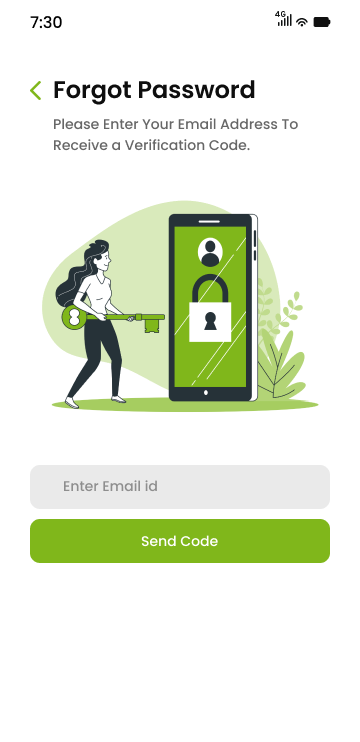 7:30
4G
Forgot Password
Please Enter Your Email Address To
Receive a Verification Code.
Enter Email id
Send Code